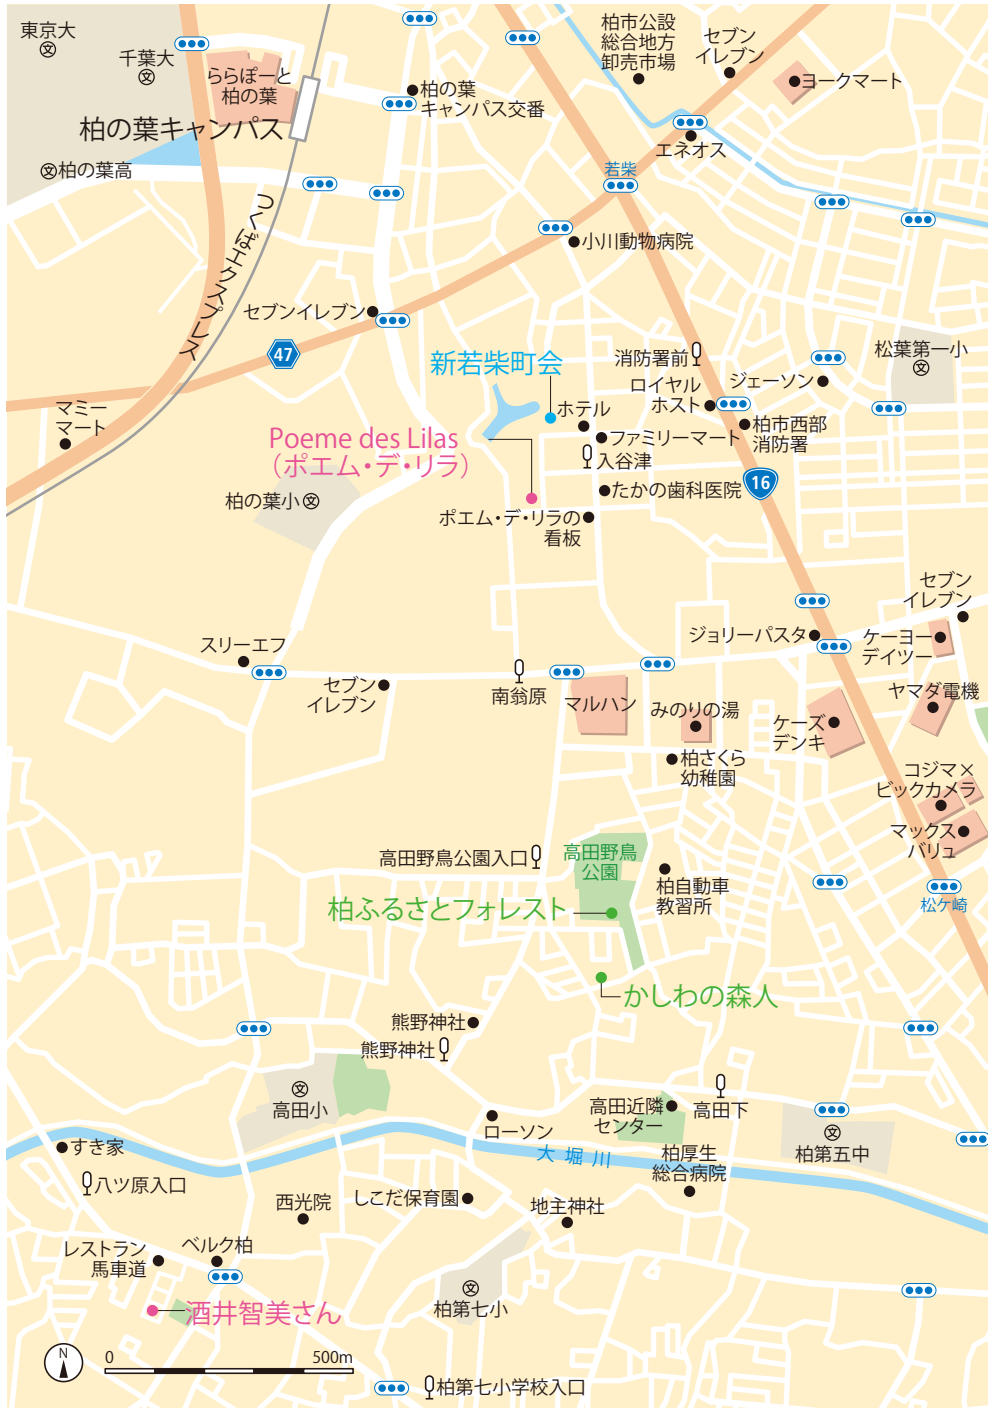 東京大
千葉大
ららぽーと
柏の葉
柏の葉キャンパス
柏の葉高
柏の葉
キャンパス交番
柏市公設
総合地方
卸売市場
セブン
イレブン
ヨークマート
エネオス
若柴
小川動物病院
つくばエクスプレス
セブンイレブン
47
新若柴町会
消防署前
ロイヤル
ホスト
ジェーソン
松葉第一小
マミー
マート
Poeme des Lilas
（ポエム・デ・リラ）
ホテル
ファミリーマート
柏市西部
消防署
入谷津
たかの歯科医院
16
柏の葉小
ポエム・デ・リラの
看板
セブン
イレブン
ジョリーパスタ
ケーヨー
デイツー
スリーエフ
セブン
イレブン
南翁原
マルハン
みのりの湯
ケーズ
デンキ
ヤマダ電機
柏さくら
幼稚園
コジマ×
ビックカメラ
マックス
バリュ
高田野鳥公園入口
高田野鳥
公園
柏自動車
教習所
松ケ崎
柏ふるさとフォレスト
かしわの森人
熊野神社
熊野神社
高田小
ローソン
高田近隣
センター
高田下
柏第五中
すき家
大堀川
柏厚生
総合病院
八ツ原入口
西光院
しこだ保育園
地主神社
レストラン
馬車道
ベルク柏
柏第七小
酒井智美さん
N
0 500m
柏第七小学校入口